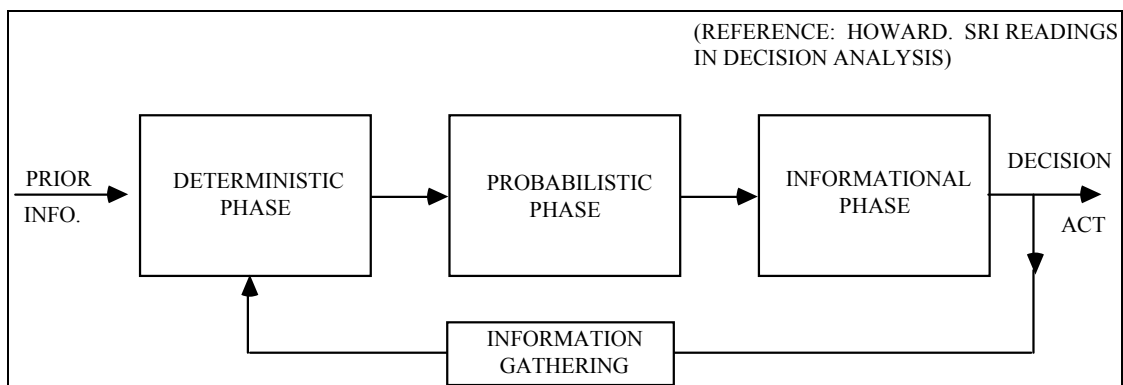 (REFERENCE: HOWARD. SRI READINGS
IN DECISION ANALYSIS)
PRIOR
INFO.
DETERMINISTIC
PHASE
PROBABILISTIC
PHASE
INFORMATIONAL
PHASE
DECISION
ACT
INFORMATION
GATHERING